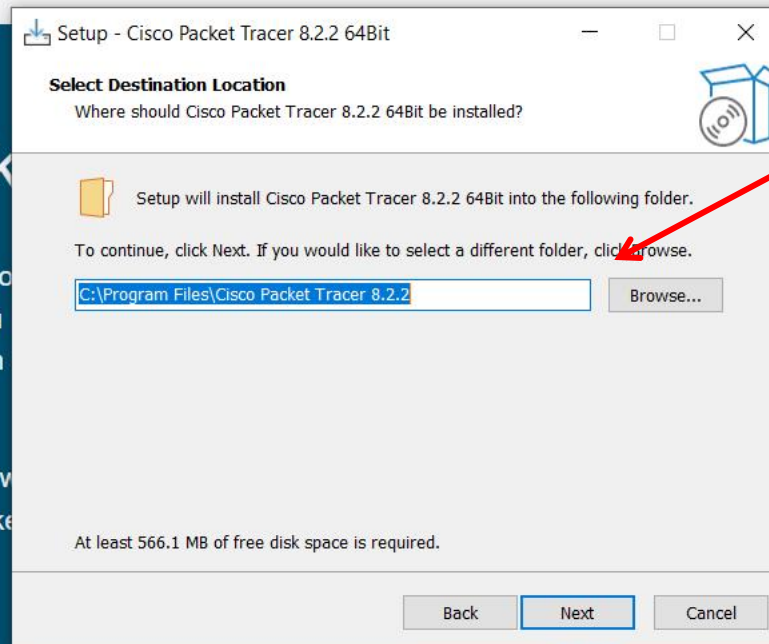 Setup - Cisco Packet Tracer 8.2.2 64Bit
Select Destination Location
Where should Cisco Packet Tracer 8.2.2 64Bit be installed?
Setup will install Cisco Packet Tracer 8.2.2 64Bit into the following folder.
To continue, click Next. If you would like to select a different folder, click Browse.
C:\Program Files\Cisco Packet Tracer 8.2.2
Browse...
At least 566.1 MB of free disk space is required.
Back Next Cancel